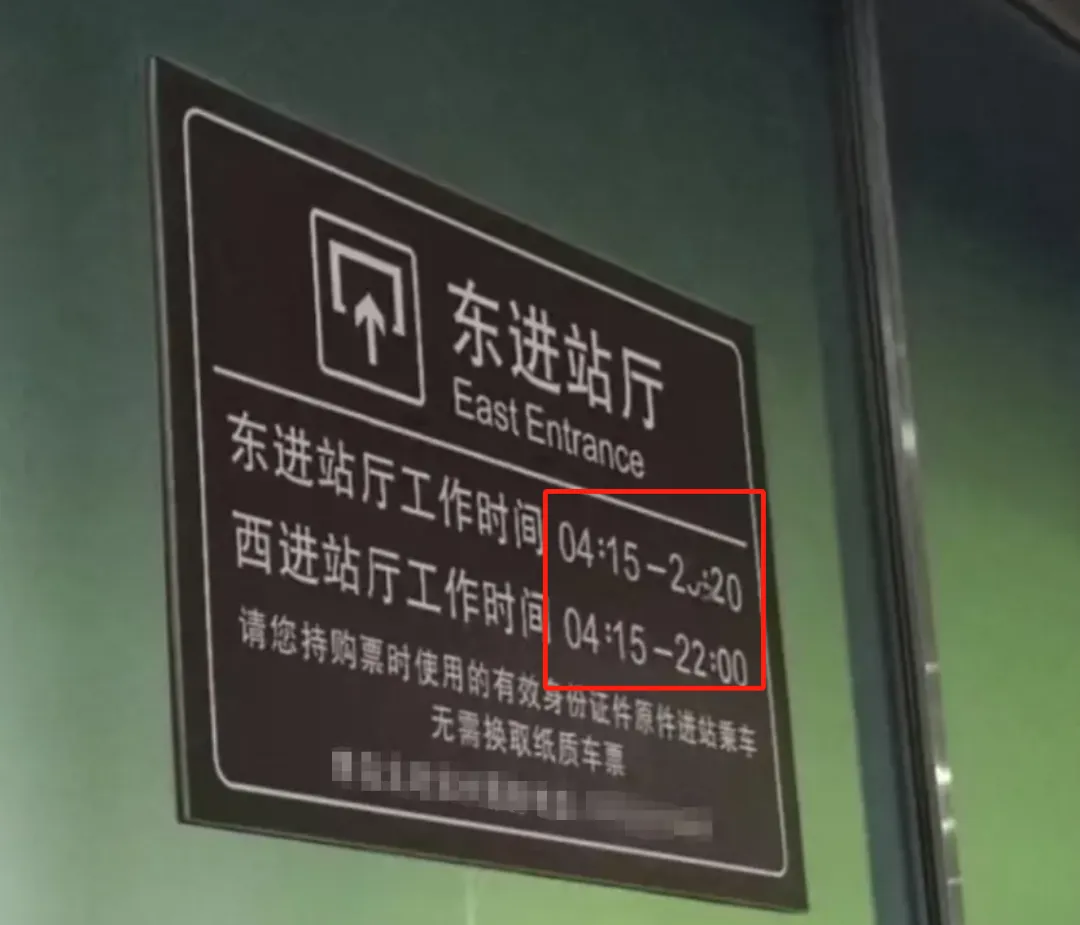 东进站厅
East Entrance
东进站厅工作时间 04:15-2
西进站厅工作时间 04:15-22:00
请您持购票时使用的有效身份证件原件进站乘车
无需换取纸质车票